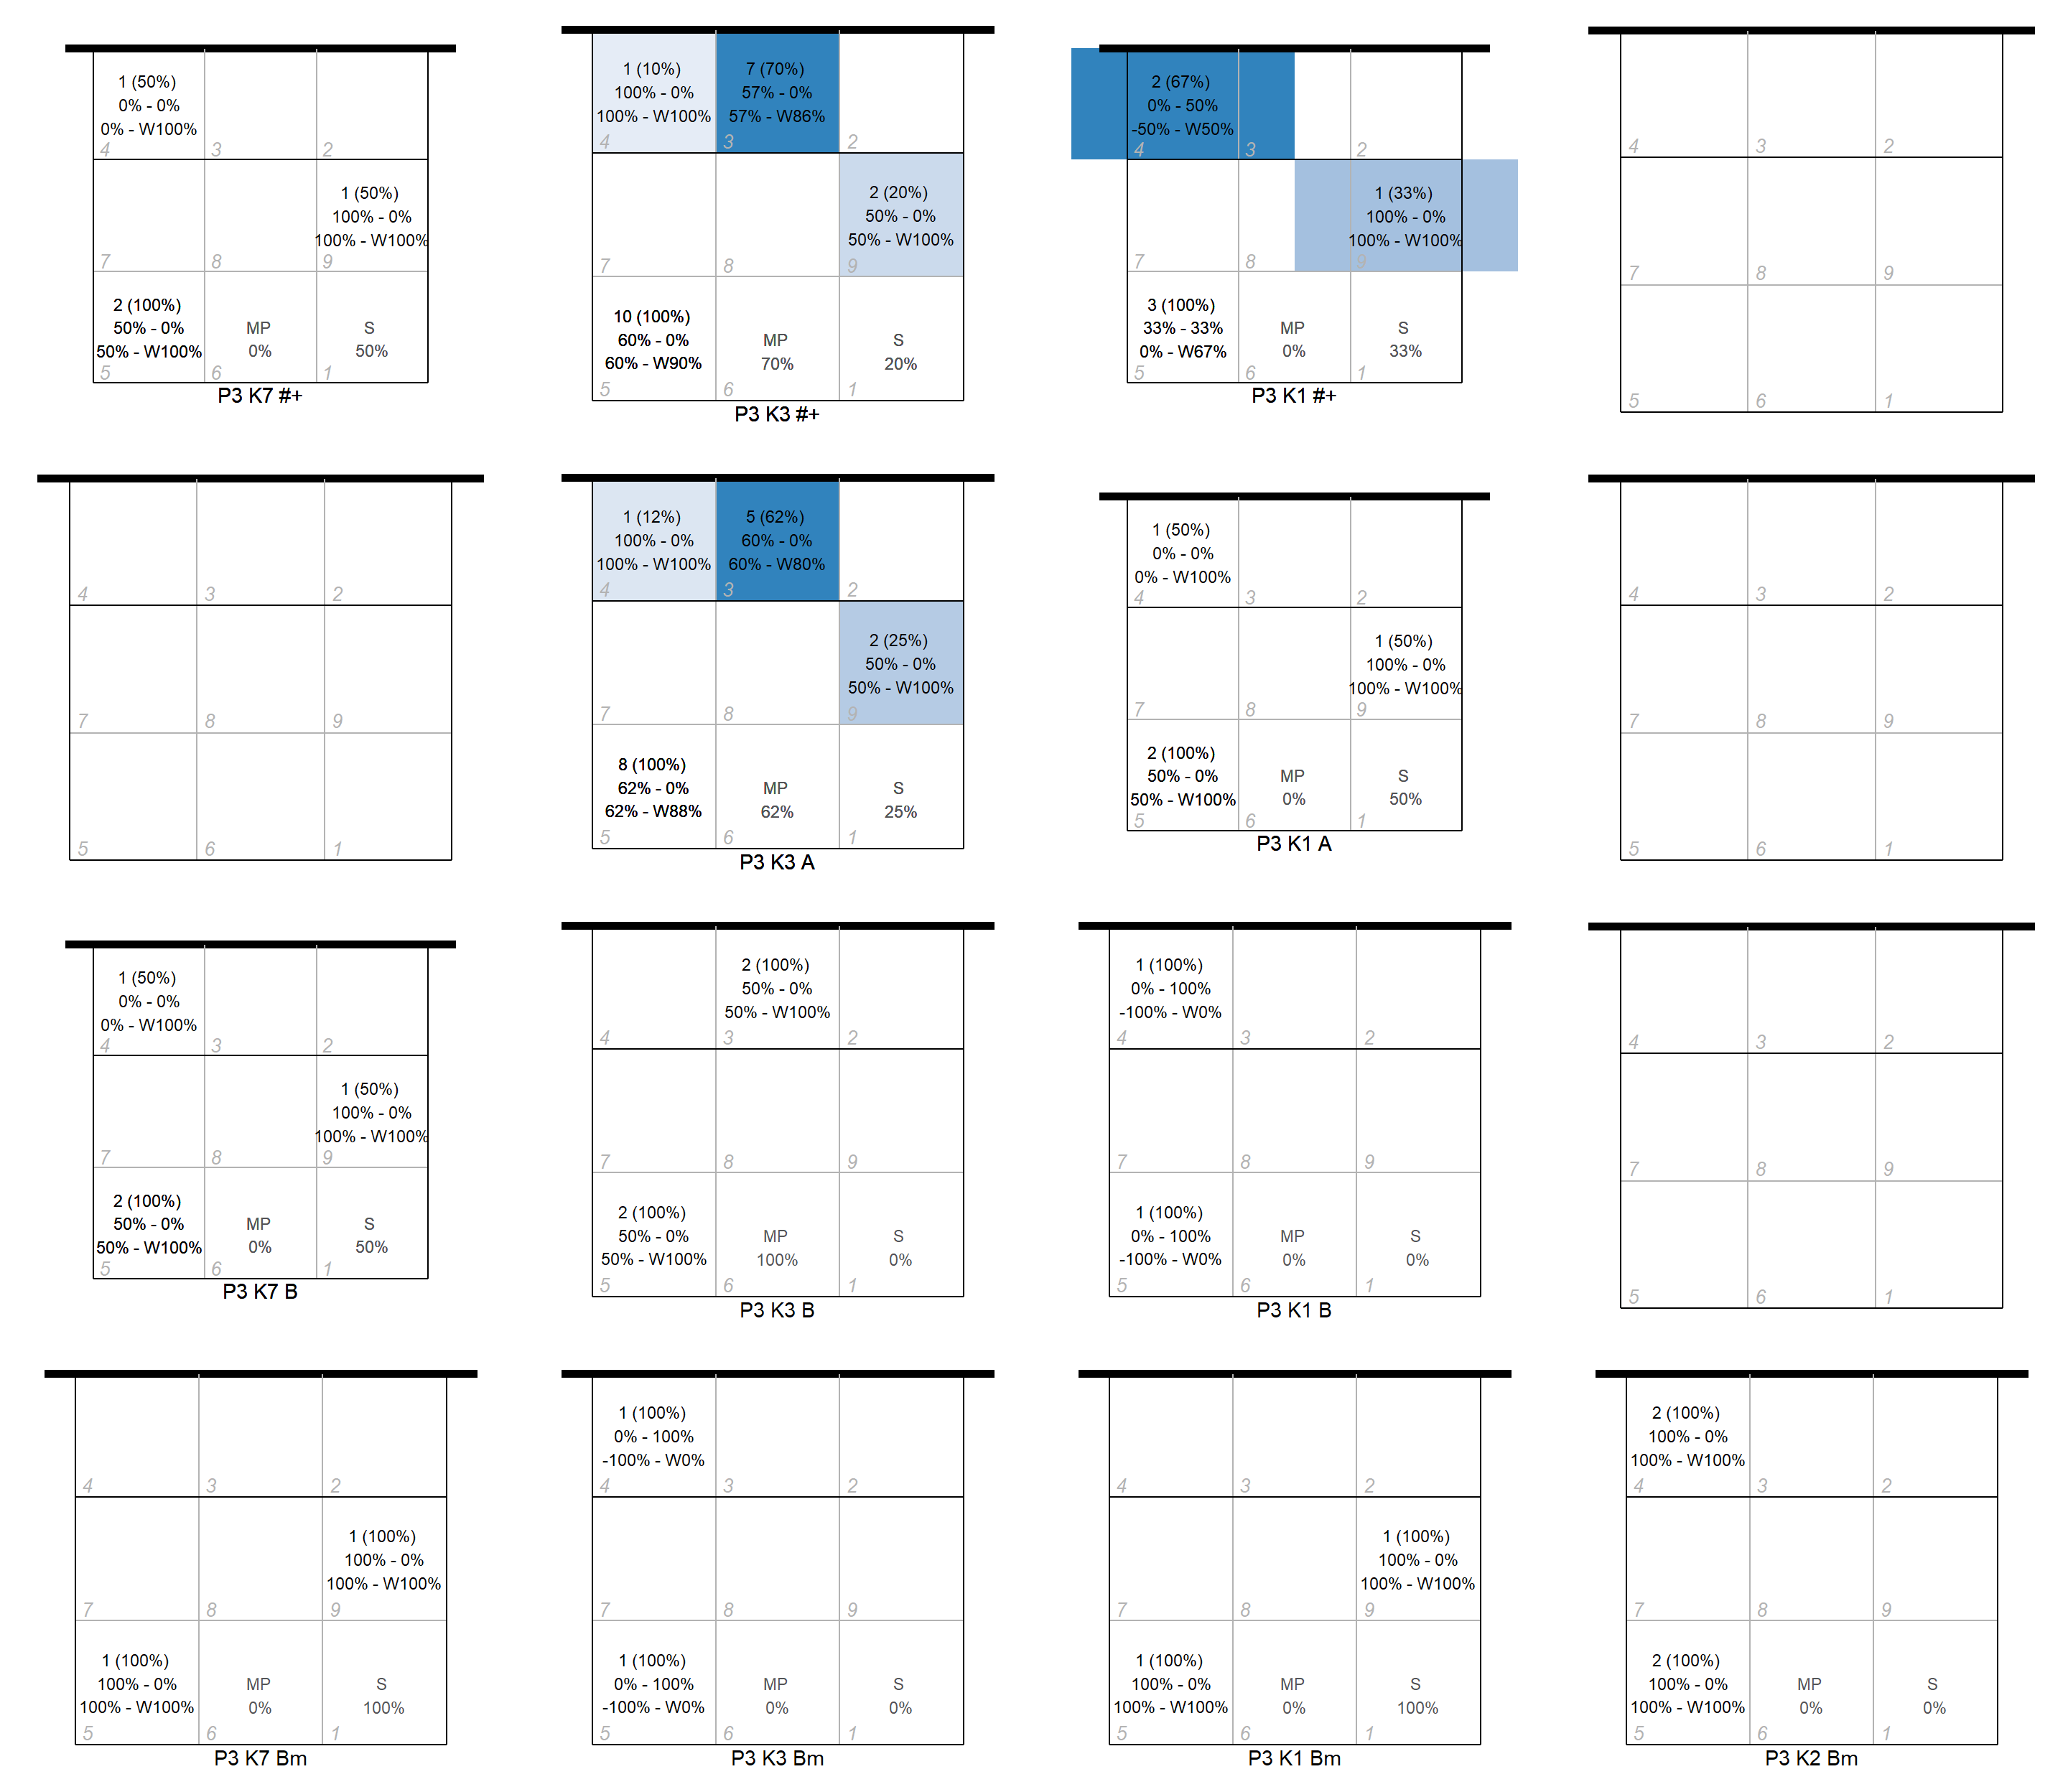 1 (50%)
0% - 0%
0% - W100%
4
3
2
1 (50%)
100% - 0%
100% - W100%
7
8
9
2 (100%)
50% - 0%
50% - W100%
MP
0%
S
50%
5
6
1
P3 K7 #+
1 (10%)
100% - 0%
100% - W100%
7 (70%)
57% - 0%
57% - W86%
4
3
2
2 (20%)
50% - 0%
50% - W100%
7
8
9
10 (100%)
60% - 0%
60% - W90%
MP
70%
S
20%
5
6
1
P3 K3 #+
2 (67%)
0% - 50%
-50% - W50%
4
3
2
1 (33%)
100% - 0%
100% - W100%
7
8
9
3 (100%)
33% - 33%
0% - W67%
MP
0%
S
33%
5
6
1
P3 K1 #+
4
3
2
7
8
9
5
6
1
4
3
2
7
8
9
5
6
1
1 (12%)
100% - 0%
100% - W100%
5 (62%)
60% - 0%
60% - W80%
4
3
2
2 (25%)
50% - 0%
50% - W100%
7
8
9
8 (100%)
62% - 0%
62% - W88%
MP
62%
S
25%
5
6
1
P3 K3 A
1 (50%)
0% - 0%
0% - W100%
4
3
2
1 (50%)
100% - 0%
100% - W100%
7
8
9
2 (100%)
50% - 0%
50% - W100%
MP
0%
S
50%
5
6
1
P3 K1 A
4
3
2
7
8
9
5
6
1
1 (50%)
0% - 0%
0% - W100%
4
3
2
1 (50%)
100% - 0%
100% - W100%
7
8
9
2 (100%)
50% - 0%
50% - W100%
MP
0%
S
50%
5
6
1
P3 K7 B
2 (100%)
50% - 0%
50% - W100%
4
3
2
7
8
9
2 (100%)
50% - 0%
50% - W100%
MP
100%
S
0%
5
6
1
P3 K3 B
1 (100%)
0% - 100%
-100% - W0%
4
3
2
7
8
9
1 (100%)
0% - 100%
-100% - W0%
MP
0%
S
0%
5
6
1
P3 K1 B
4
3
2
7
8
9
5
6
1
4
3
2
1 (100%)
100% - 0%
100% - W100%
7
8
9
1 (100%)
100% - 0%
100% - W100%
MP
0%
S
100%
5
6
1
P3 K7 Bm
1 (100%)
0% - 100%
-100% - W0%
4
3
2
7
8
9
1 (100%)
0% - 100%
-100% - W0%
MP
0%
S
0%
5
6
1
P3 K3 Bm
4
3
2
1 (100%)
100% - 0%
100% - W100%
7
8
9
1 (100%)
100% - 0%
100% - W100%
MP
0%
S
100%
5
6
1
P3 K1 Bm
2 (100%)
100% - 0%
100% - W100%
4
3
2
7
8
9
2 (100%)
100% - 0%
100% - W100%
MP
0%
S
0%
5
6
1
P3 K2 Bm